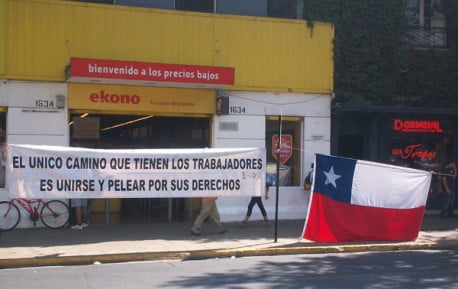 bienvenido a los precios bajos
1634
ekono
1634
EL UNICO CAMINO QUE TIENEN LOS TRABAJADORES
ES UNIRSE Y PELEAR POR SUS DERECHOS